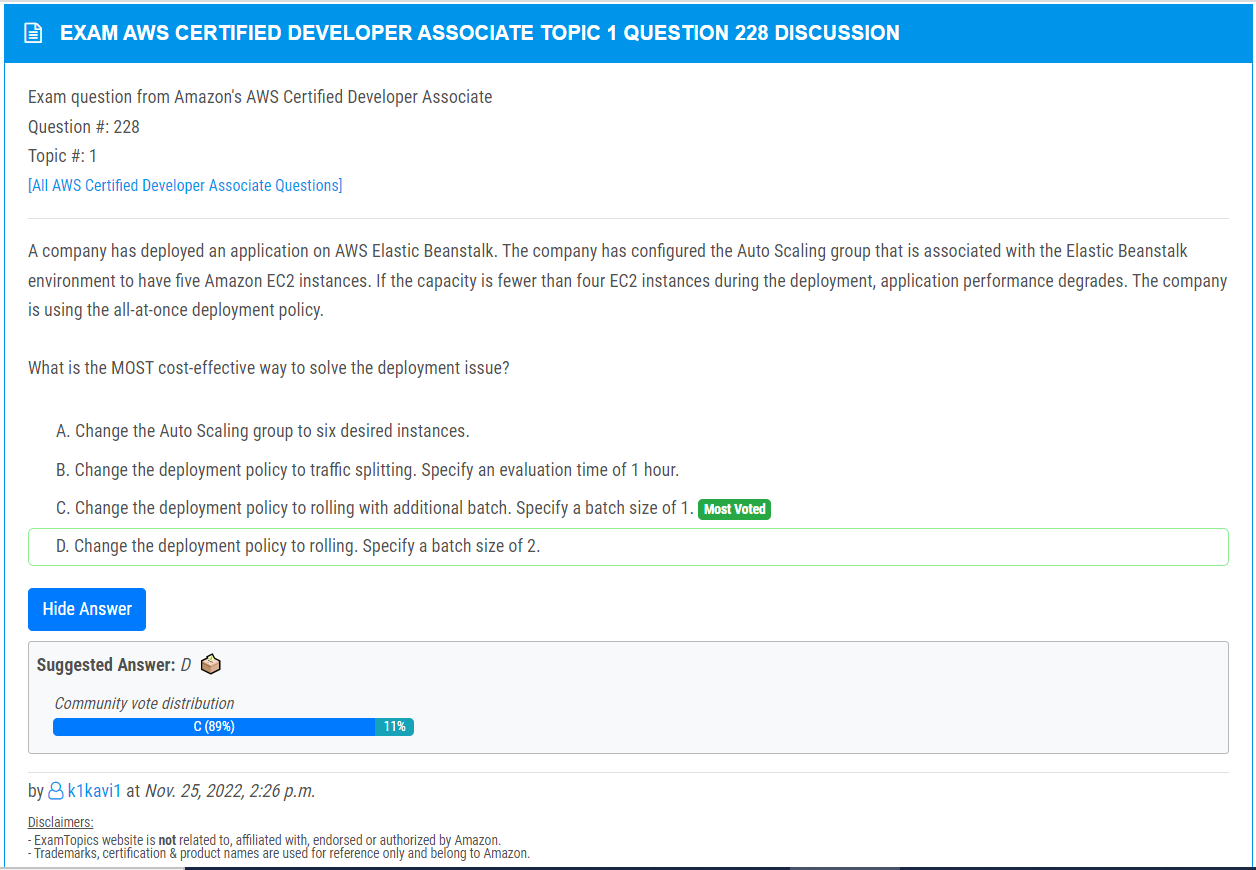 EXAM AWS CERTIFIED DEVELOPER ASSOCIATE TOPIC 1 QUESTION 228 DISCUSSION
Exam question from Amazon's AWS Certified Developer Associate
Question #: 228
Topic #: 1
[All AWS Certified Developer Associate Questions]
A company has deployed an application on AWS Elastic Beanstalk. The company has configured the Auto Scaling group that is associated with the Elastic Beanstalk
environment to have five Amazon EC2 instances. If the capacity is fewer than four EC2 instances during the deployment, application performance degrades. The company
is using the all-at-once deployment policy.
What is the MOST cost-effective way to solve the deployment issue?
A. Change the Auto Scaling group to six desired instances.
B. Change the deployment policy to traffic splitting. Specify an evaluation time of 1 hour.
C. Change the deployment policy to rolling with additional batch. Specify a batch size of 1. Most Voted
D. Change the deployment policy to rolling. Specify a batch size of 2.
Hide Answer
Suggested Answer: D
Community vote distribution
C (89%) 11%
by k1kavi1 at Nov. 25, 2022, 2:26 p.m.
Disclaimers:
- ExamTopics website is not related to, affiliated with, endorsed or authorized by Amazon.
- Trademarks, certification & product names are used for reference only and belong to Amazon.